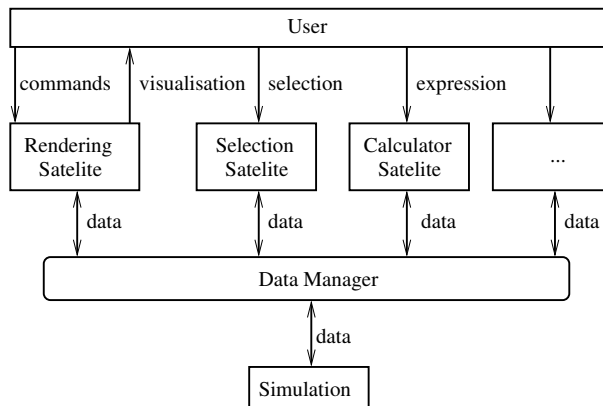 User
commands
visualisation
selection
expression
Rendering
Satelite
Selection
Satelite
Calculator
Satelite
...
data
data
data
data
Data Manager
data
Simulation